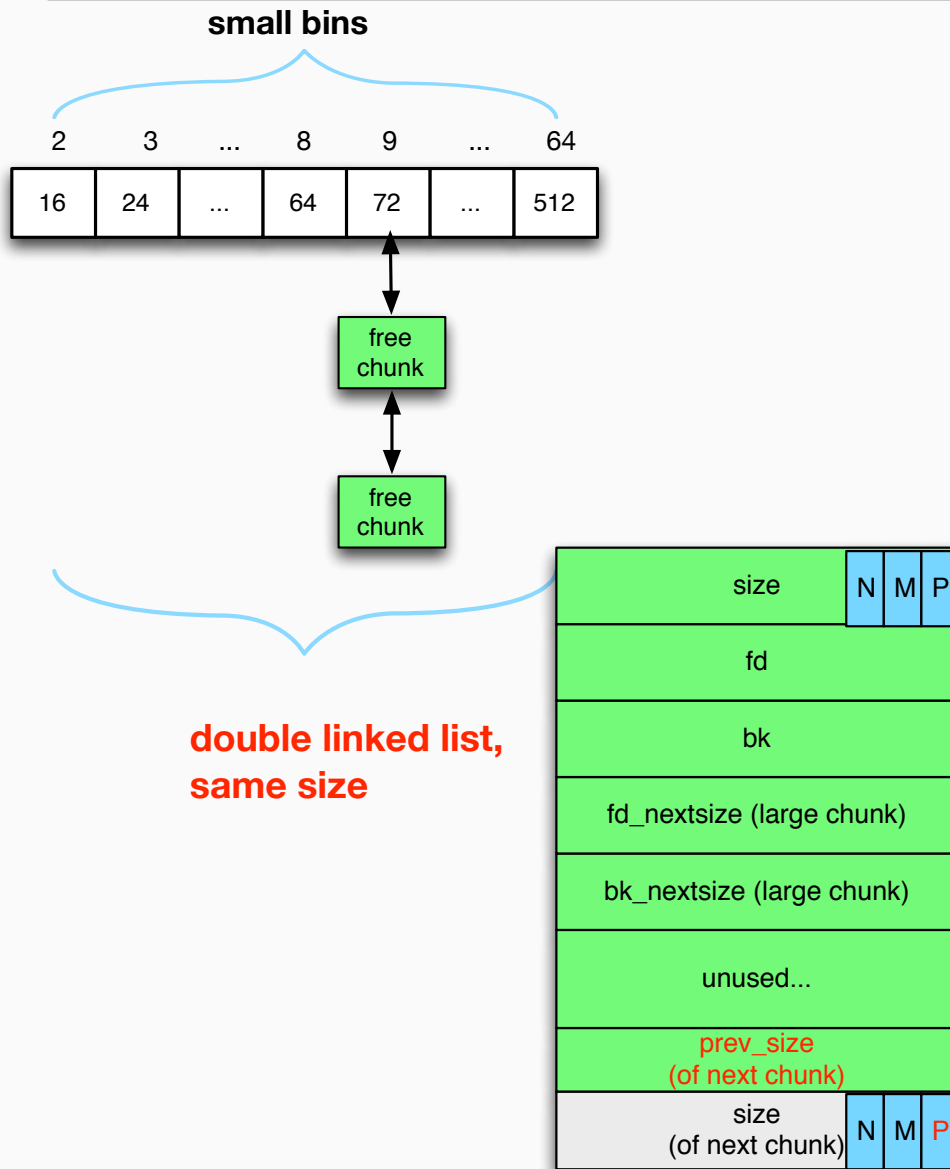 small bins
2 3 ... 8 9 ... 64
16 24 ... 64 72 ... 512
free
chunk
free
chunk
double linked list,
same size
size N M P
fd
bk
fd_nextsize (large chunk)
bk_nextsize (large chunk)
unused...
prev_size
(of next chunk)
size
(of next chunk) N M P